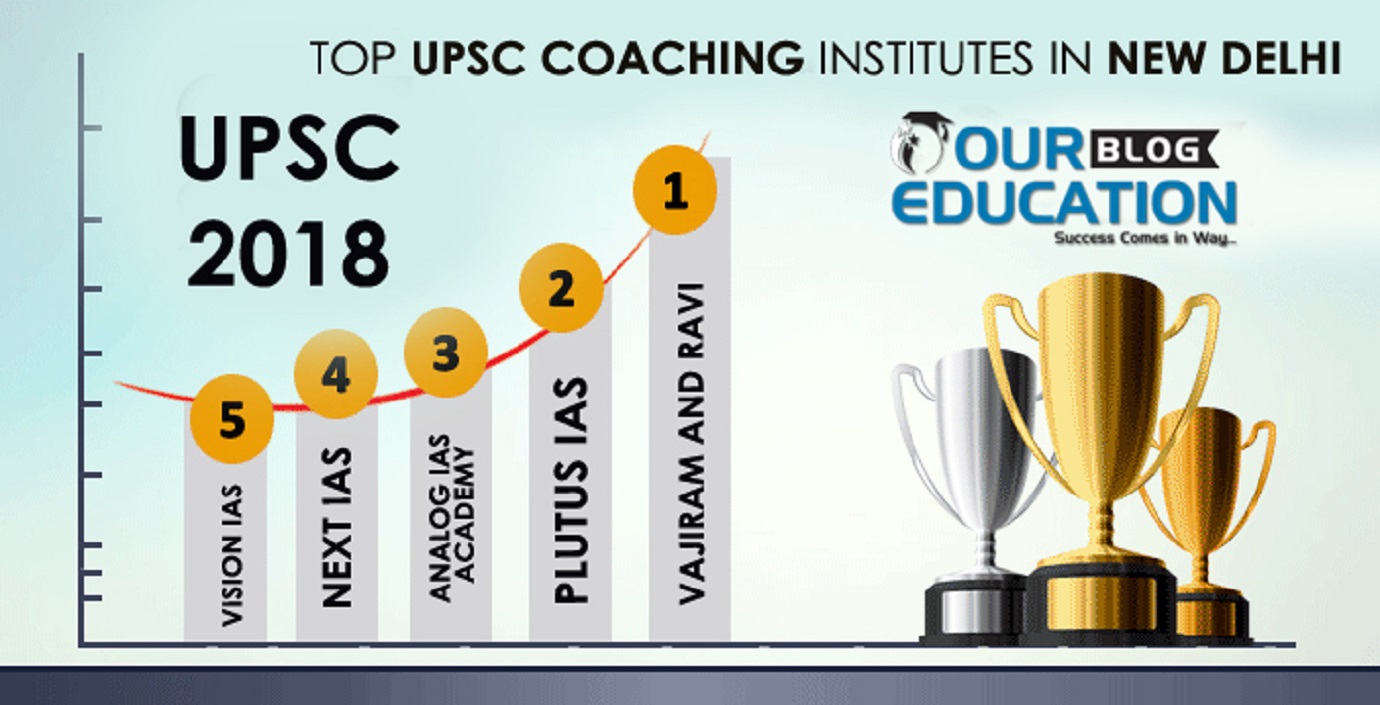 TOP UPSC COACHING INSTITUTES IN NEW DELHI
UPSC
2018
OUR BLOG
EDUCATION
Success Comes in Way...
5
4
3
2
1
VISION IAS
NEXT IAS
ANALOG IAS
ACADEMY
PLUTUS IAS
VAJIRAM AND RAVI